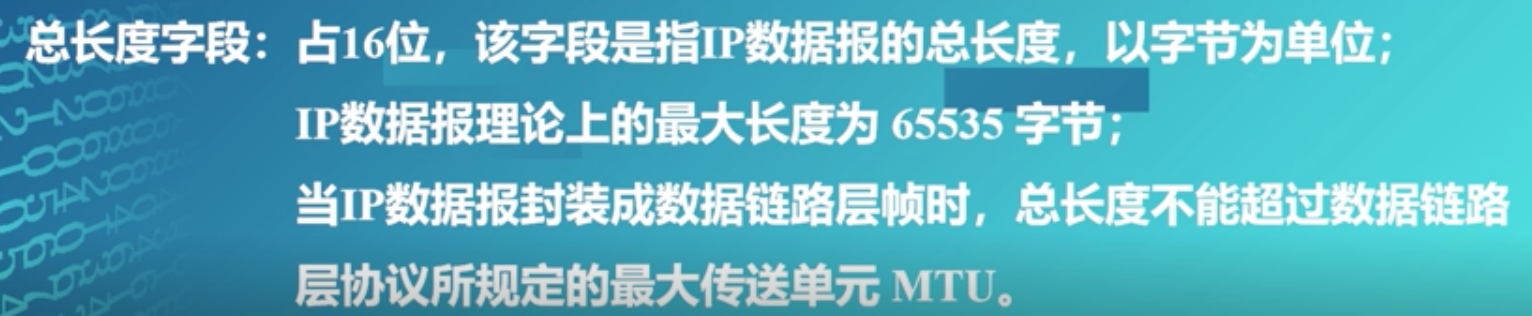 总长度字段：占16位，该字段是指IP数据报的总长度，以字节为单位；
IP数据报理论上的最大长度为 65535 字节；
当IP数据报封装成数据链路层帧时，总长度不能超过数据链路
层协议所规定的最大传送单元 MTU。